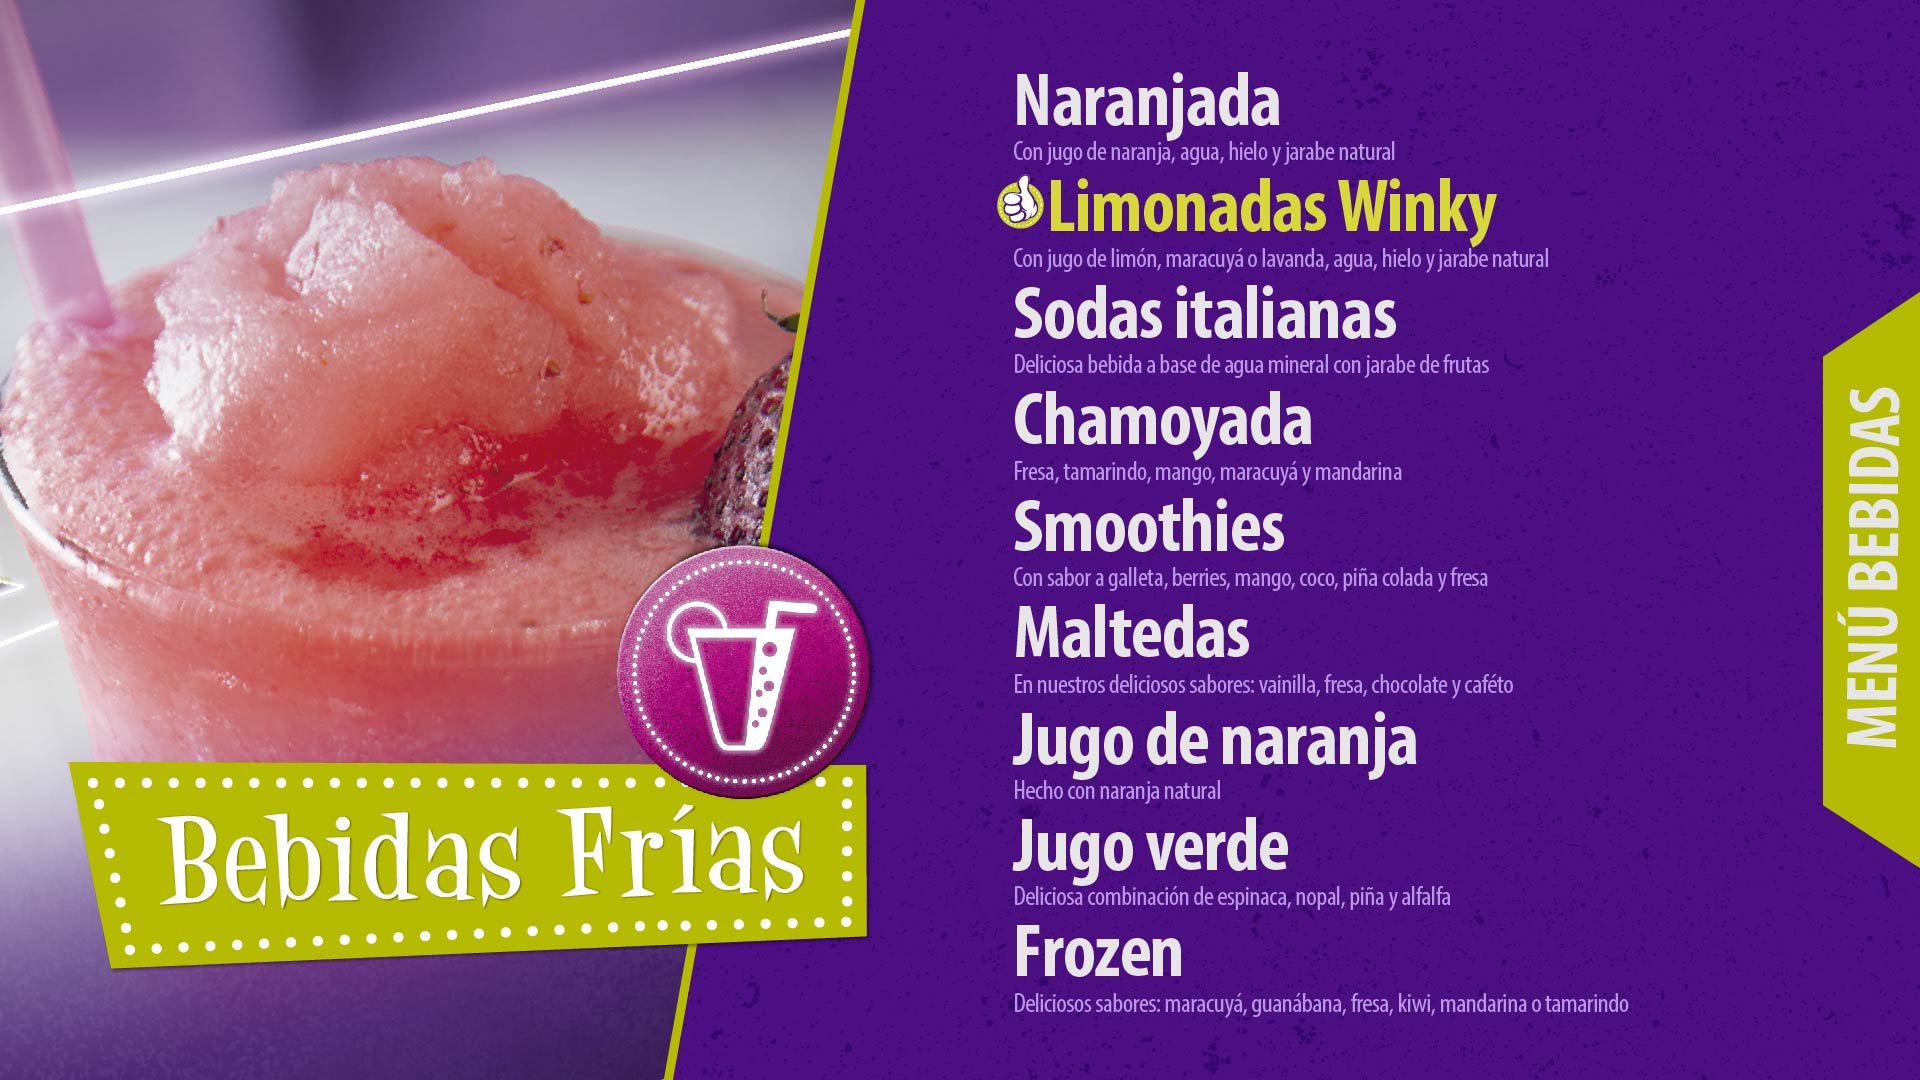 Naranjada
Con jugo de naranja, agua, hielo y jarabe natural
Limonadas Winky
Con jugo de limón, maracuyá o lavanda, agua, hielo y jarabe natural
Sodas italianas
Deliciosa bebida a base de agua mineral con jarabe de frutas
Chamoyada
Fresa, tamarindo, mango, maracuyá y mandarina
Smoothies
Con sabor a galleta, berries, mango, coco, piña colada y fresa
Maltedas
En nuestros deliciosos sabores: vainilla, fresa, chocolate y caféto
Jugo de naranja
Hecho con naranja natural
Jugo verde
Deliciosa combinación de espinaca, nopal, piña y alfalfa
Frozen
Deliciosos sabores: maracuyá, guanábana, fresa, kiwi, mandarina o tamarindo
Bebidas Frías
MENÚ BEBIDAS